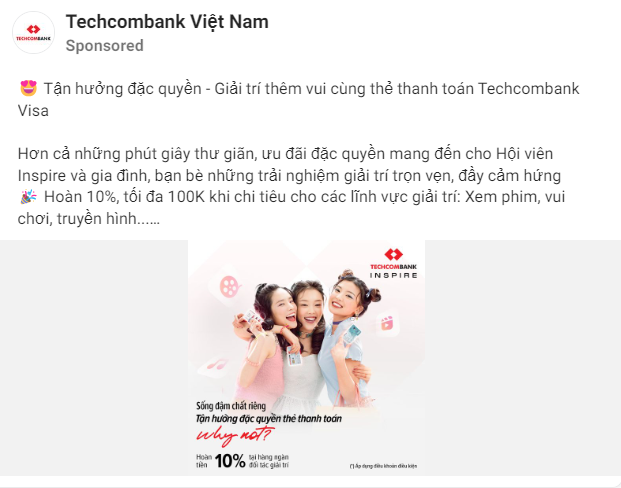 Techcombank Việt Nam
TECHCOMBANK
Sponsored
😍 Tận hưởng đặc quyền - Giải trí thêm vui cùng thẻ thanh toán Techcombank
Visa
Hơn cả những phút giây thư giãn, ưu đãi đặc quyền mang đến cho Hội viên
Inspire và gia đình, bạn bè những trải nghiệm giải trí trọn vẹn, đầy cảm hứng
🎉 Hoàn 10%, tối đa 100K khi chi tiêu cho các lĩnh vực giải trí: Xem phim, vui
chơi, truyền hình...…
TECHCOMBANK
INSPIRE
Sống đậm chất riêng
Tận hưởng đặc quyền thẻ thanh toán
why not?
Hoàn tiền 10% tại hàng ngàn
đối tác giải trí
(*) Áp dụng điều khoản điều kiện